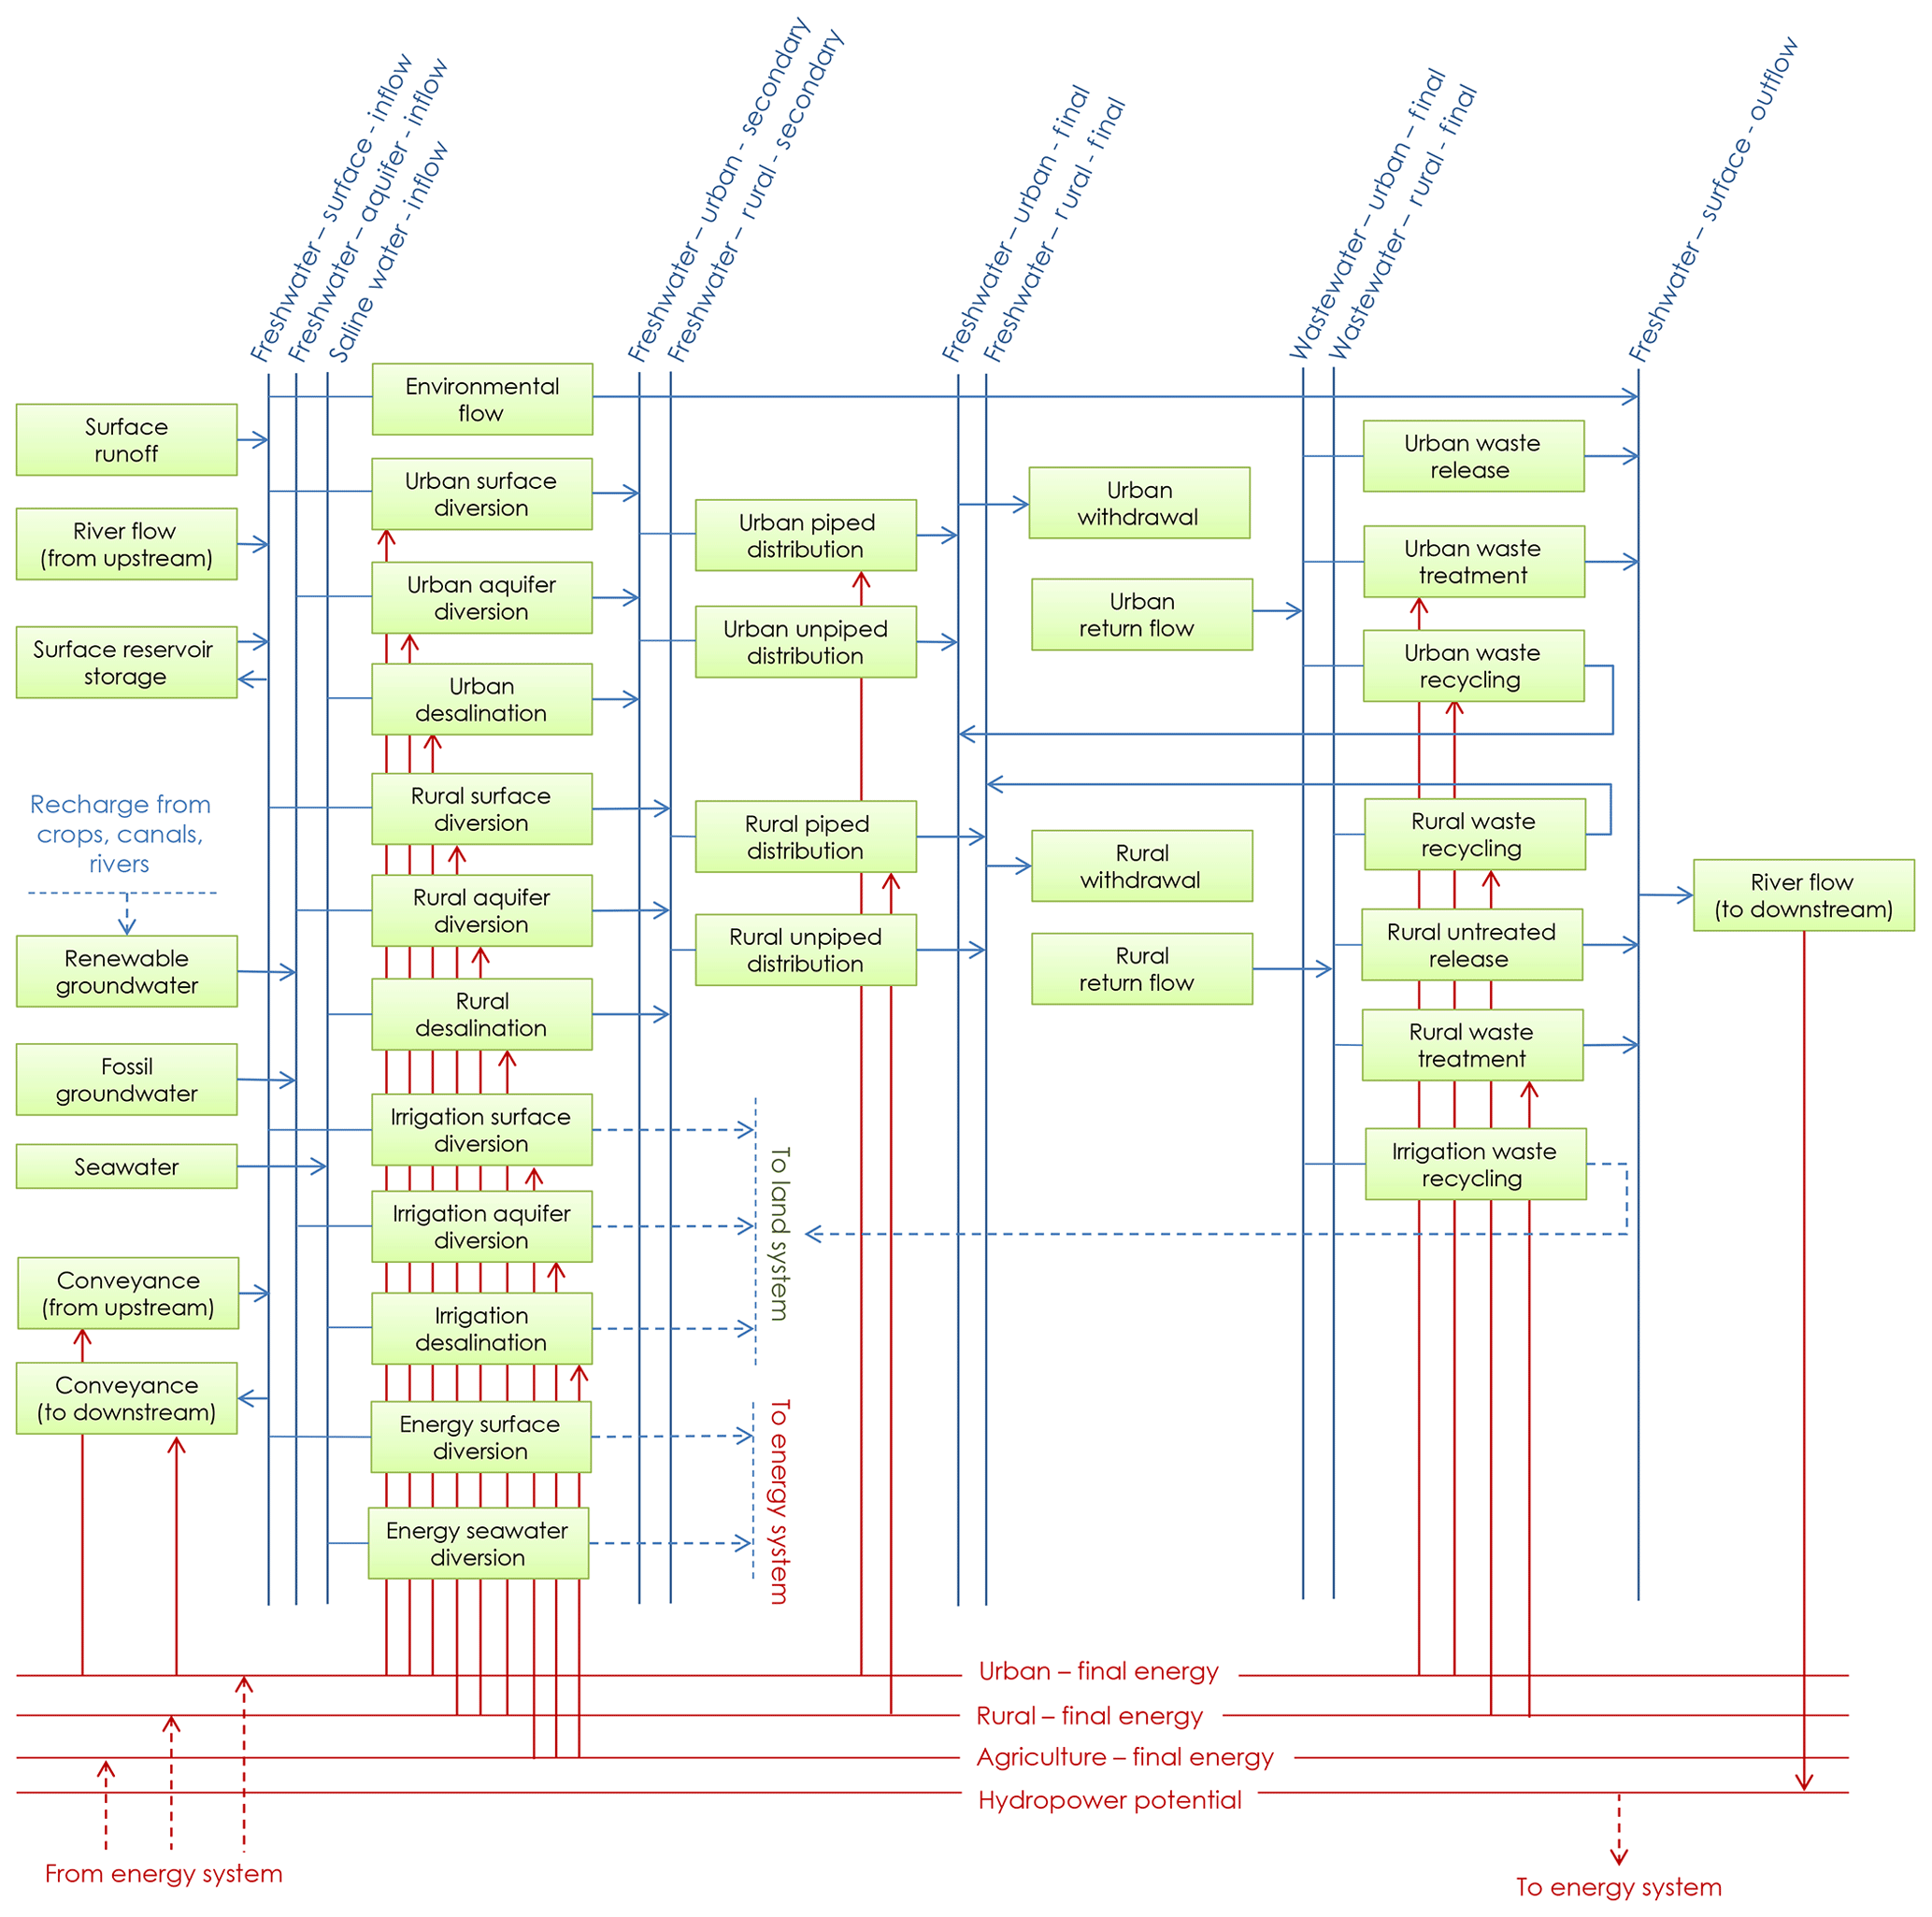 Freshwater – surface - inflow
Freshwater – aquifer - inflow
Saline water - inflow
Freshwater – urban - secondary
Freshwater – rural - secondary
Freshwater – urban - final
Freshwater – rural - final
Wastewater – urban – final
Wastewater – rural - final
Freshwater – surface - outflow
Surface
runoff
River flow
(from upstream)
Surface reservoir
storage
Recharge from
crops, canals,
rivers
Renewable
groundwater
Fossil
groundwater
Seawater
Conveyance
(from upstream)
Conveyance
(to downstream)
Environmental
flow
Urban surface
diversion
Urban aquifer
diversion
Urban
desalination
Rural surface
diversion
Rural aquifer
diversion
Rural
desalination
Irrigation surface
diversion
Irrigation aquifer
diversion
Irrigation
desalination
Energy surface
diversion
Energy seawater
diversion
Urban piped
distribution
Urban unpiped
distribution
Rural piped
distribution
Rural unpiped
distribution
To land system
To energy system
Urban
withdrawal
Urban
return flow
Rural
withdrawal
Rural
return flow
Urban waste
release
Urban waste
treatment
Urban waste
recycling
Rural waste
recycling
Rural untreated
release
Rural waste
treatment
Irrigation waste
recycling
River flow
(to downstream)
Urban – final energy
Rural – final energy
Agriculture – final energy
Hydropower potential
From energy system
To energy system